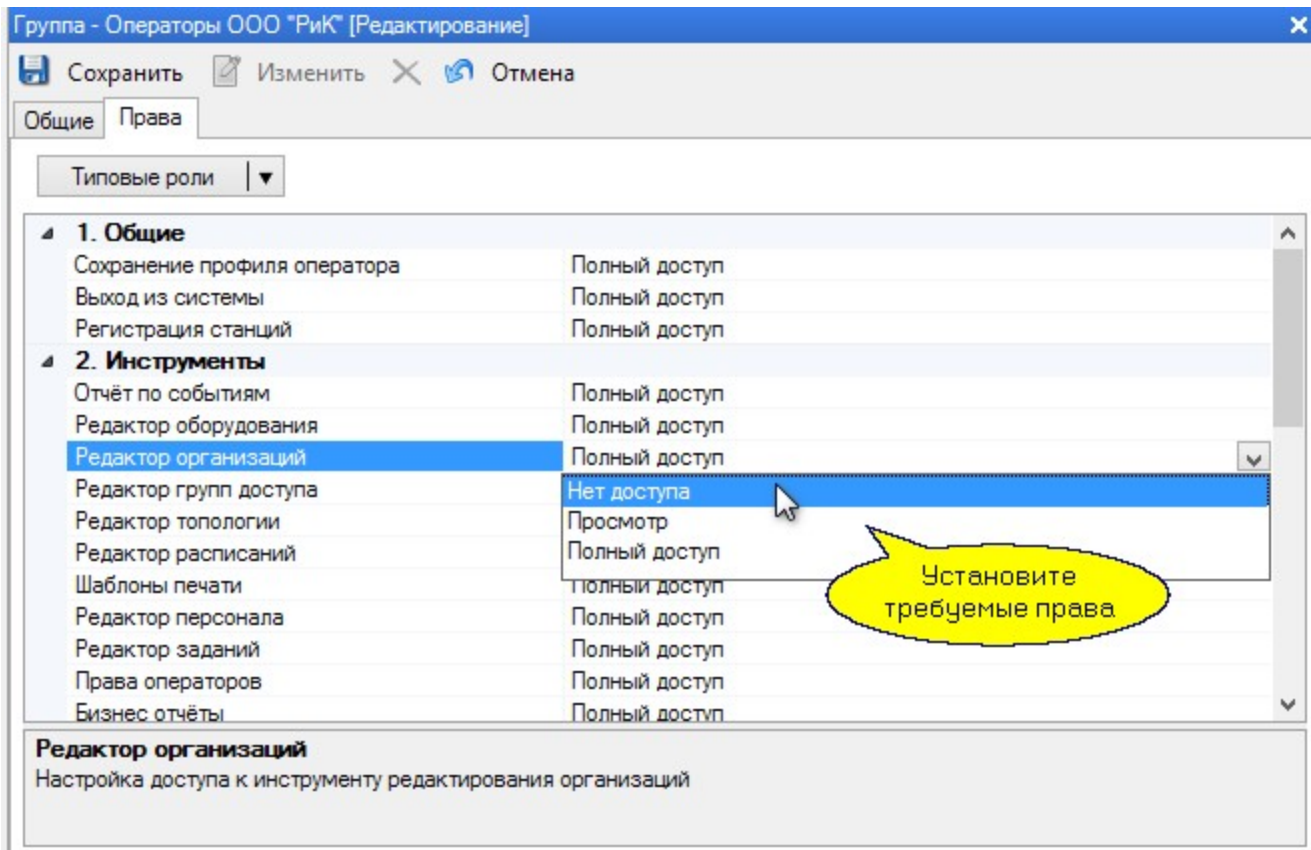 Группа - Операторы ООО "РиК" [Редактирование]
Сохранить Изменить Отмена
Общие Права
Типовые роли
1. Общие
Сохранение профиля оператора Полный доступ
Выход из системы Полный доступ
Регистрация станций Полный доступ
2. Инструменты
Отчёт по событиям Полный доступ
Редактор оборудования Полный доступ
Редактор организаций Полный доступ
Редактор групп доступа Нет доступа
Редактор топологии Просмотр
Редактор расписаний Полный доступ
Шаблоны печати Полный доступ
Установите
требуемые права
Редактор персонала Полный доступ
Редактор заданий Полный доступ
Права операторов Полный доступ
Бизнес отчёты Полный доступ
Редактор организаций
Настройка доступа к инструменту редактирования организаций